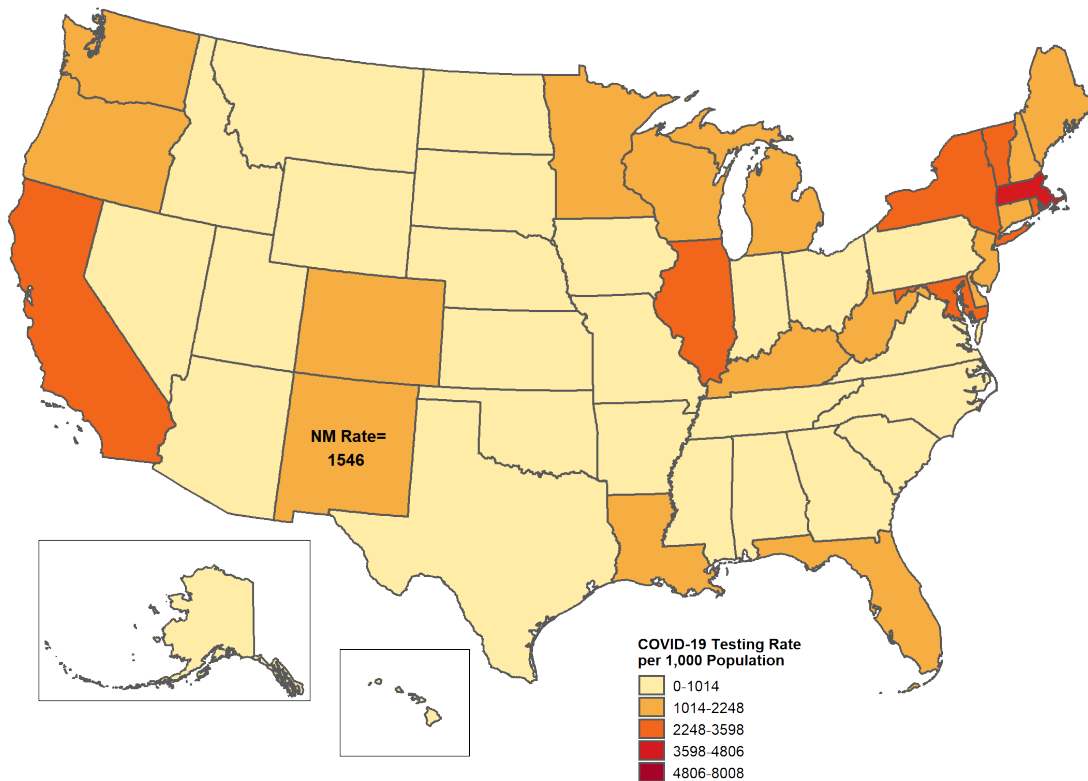 NM Rate=
1546
COVID-19 Testing Rate
per 1,000 Population
0-1014
1014-2248
2248-3598
3598-4806
4806-8008